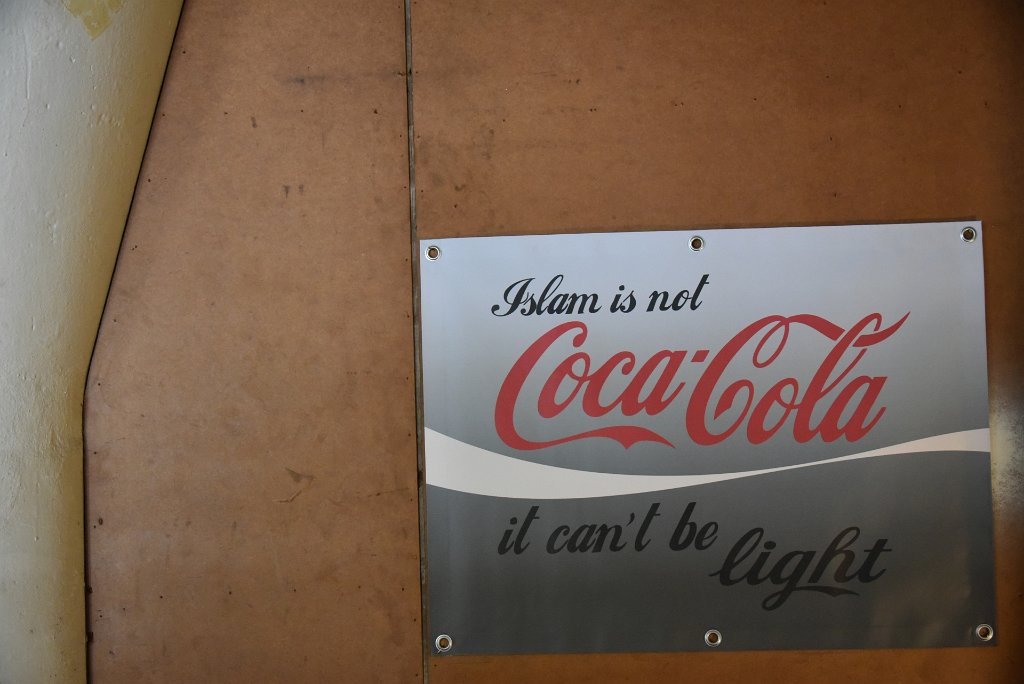 Islam is not
Coca-Cola
it can't be
light